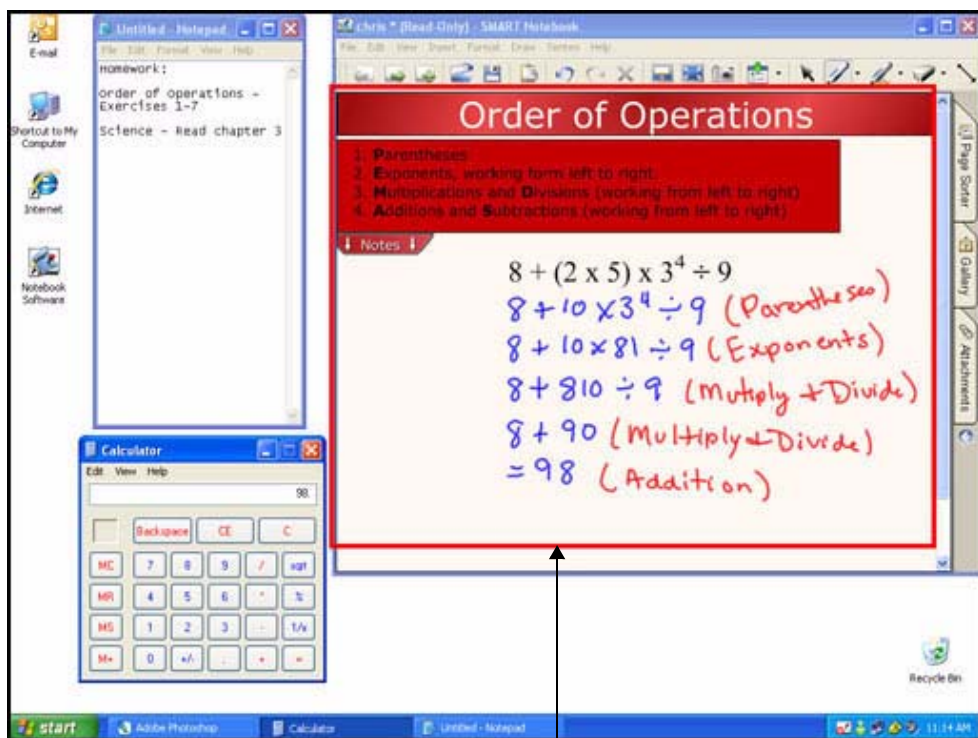 E-mail
Shortcut to My
Computer
Internet
Notebook
Software
Untitled - Notepad
File Edit Format View Help
Homework:
order of operations -
Exercises 1-7
Science - Read chapter 3
chris * (Read-Only) - SMART Notebook
File Edit View Insert Format Draw Help
Order of Operations
1. Parentheses
2. Exponents, working form left to right.
3. Multiplications and Divisions (working from left to right)
4. Additions and Subtractions (working from left to right)
Notes
8 + (2 x 5) x 3⁴ ÷ 9
8 + 10 x 3⁴ ÷ 9 (Parentheses)
8 + 10 x 81 ÷ 9 (Exponents)
8 + 810 ÷ 9 (Mutiply + Divide)
8 + 90 (Multiply + Divide)
= 98 (Addition)
Page Sorter
Gallery
Attachments
Calculator
Edit View Help
98.
Backspace CE C
MC 7 8 9 / sqrt
MR 4 5 6 * %
MS 1 2 3 - 1/x
M+ 0 +/- . + =
Recycle Bin
start Adobe Photoshop Calculator Untitled - Notepad 11:14 AM